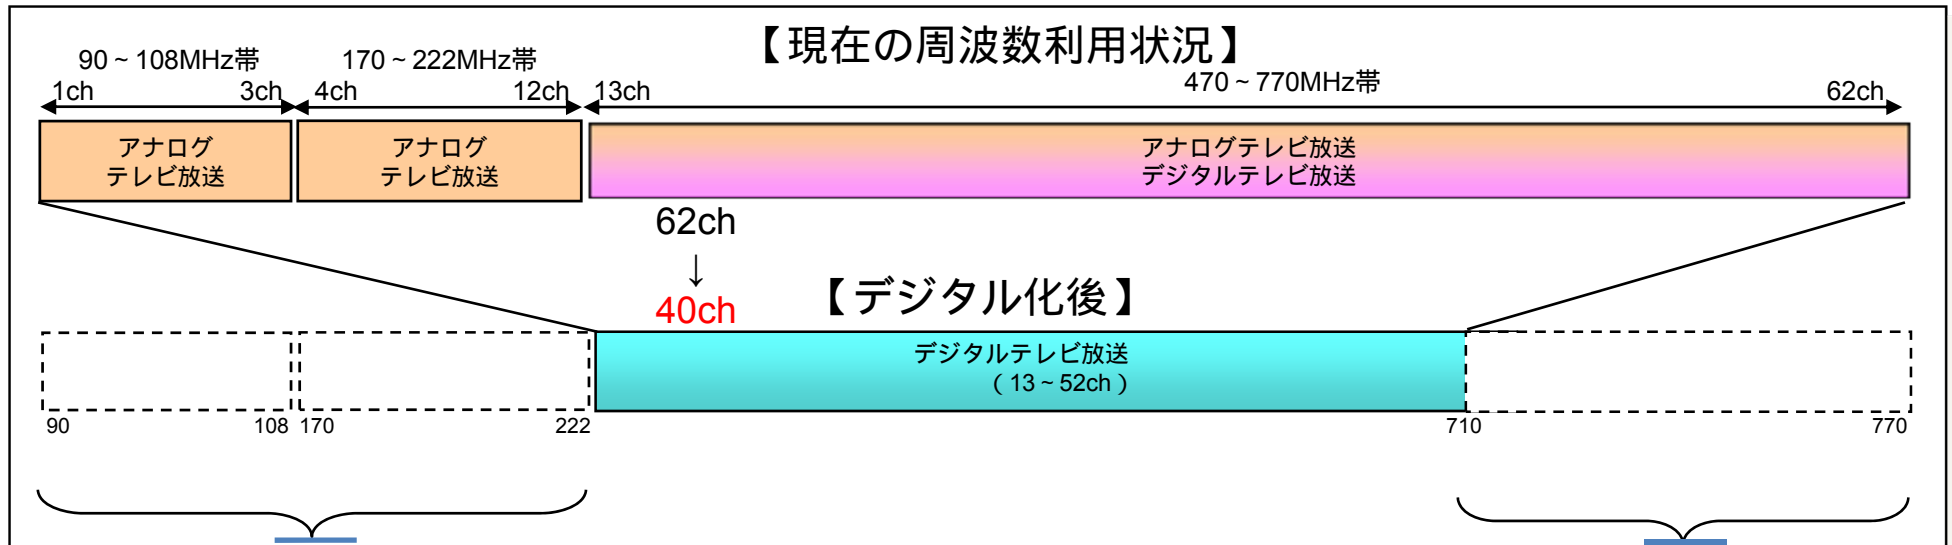 【現在の周波数利用状況】
90～108MHz帯
170～222MHz帯
470～770MHz帯
1ch
3ch
4ch
12ch
13ch
62ch
アナログ
テレビ放送
アナログ
テレビ放送
アナログテレビ放送
デジタルテレビ放送
62ch
↓
40ch
【デジタル化後】
デジタルテレビ放送
（13～52ch）
90
108
170
222
710
770